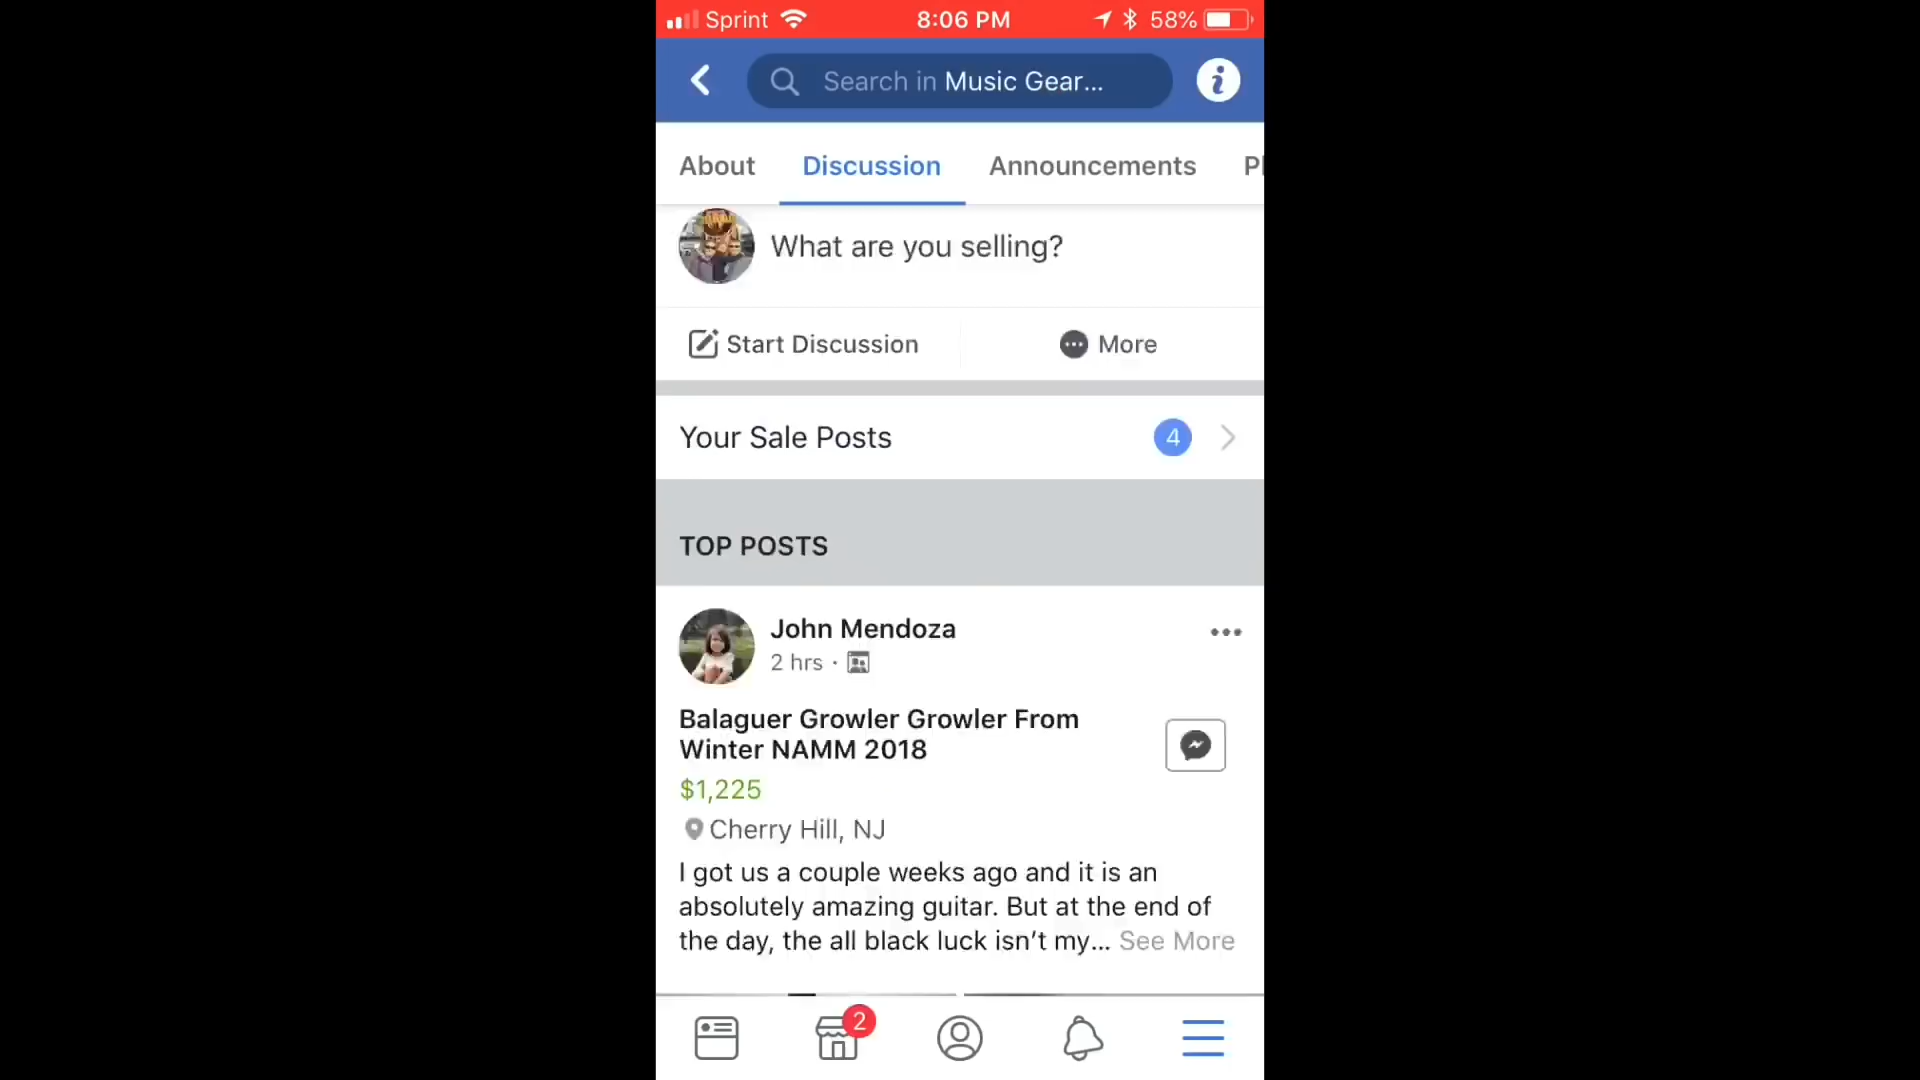 Sprint 8:06 PM 58%
Search in Music Gear...
About Discussion Announcements
What are you selling?
Start Discussion More
Your Sale Posts 4
TOP POSTS
John Mendoza
2 hrs ·
Balaguer Growler Growler From
Winter NAMM 2018
$1,225
Cherry Hill, NJ
I got us a couple weeks ago and it is an
absolutely amazing guitar. But at the end of
the day, the all black luck isn't my... See More
2